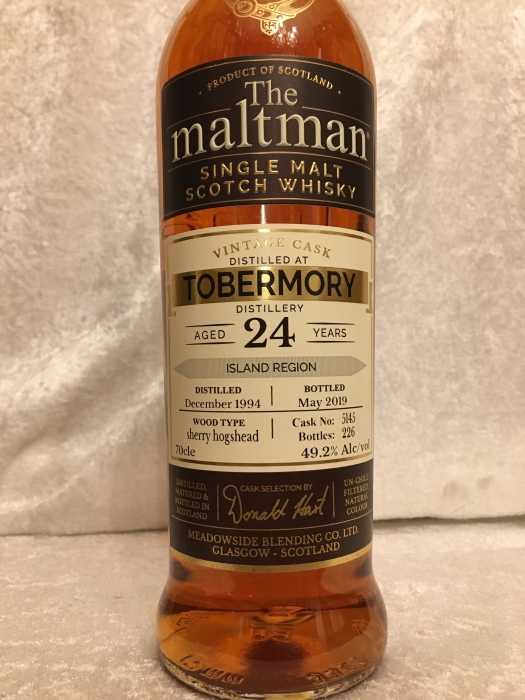 • PRODUCT OF SCOTLAND •
The
maltman
SINGLE MALT
SCOTCH WHISKY
VINTAGE CASK
DISTILLED AT
TOBERMORY
DISTILLERY
AGED 24 YEARS
ISLAND REGION
DISTILLED
December 1994
BOTTLED
May 2019
WOOD TYPE
sherry hogshead
Cask No: 5145
Bottles: 226
70cle
49.2% Alc/vol
DISTILLED,
MATURED &
BOTTLED IN
SCOTLAND
CASK SELECTION BY
Donald Hart
UN-CHILL
FILTERED,
NATURAL
COLOUR
MEADOWSIDE BLENDING CO. LTD.
GLASGOW - SCOTLAND